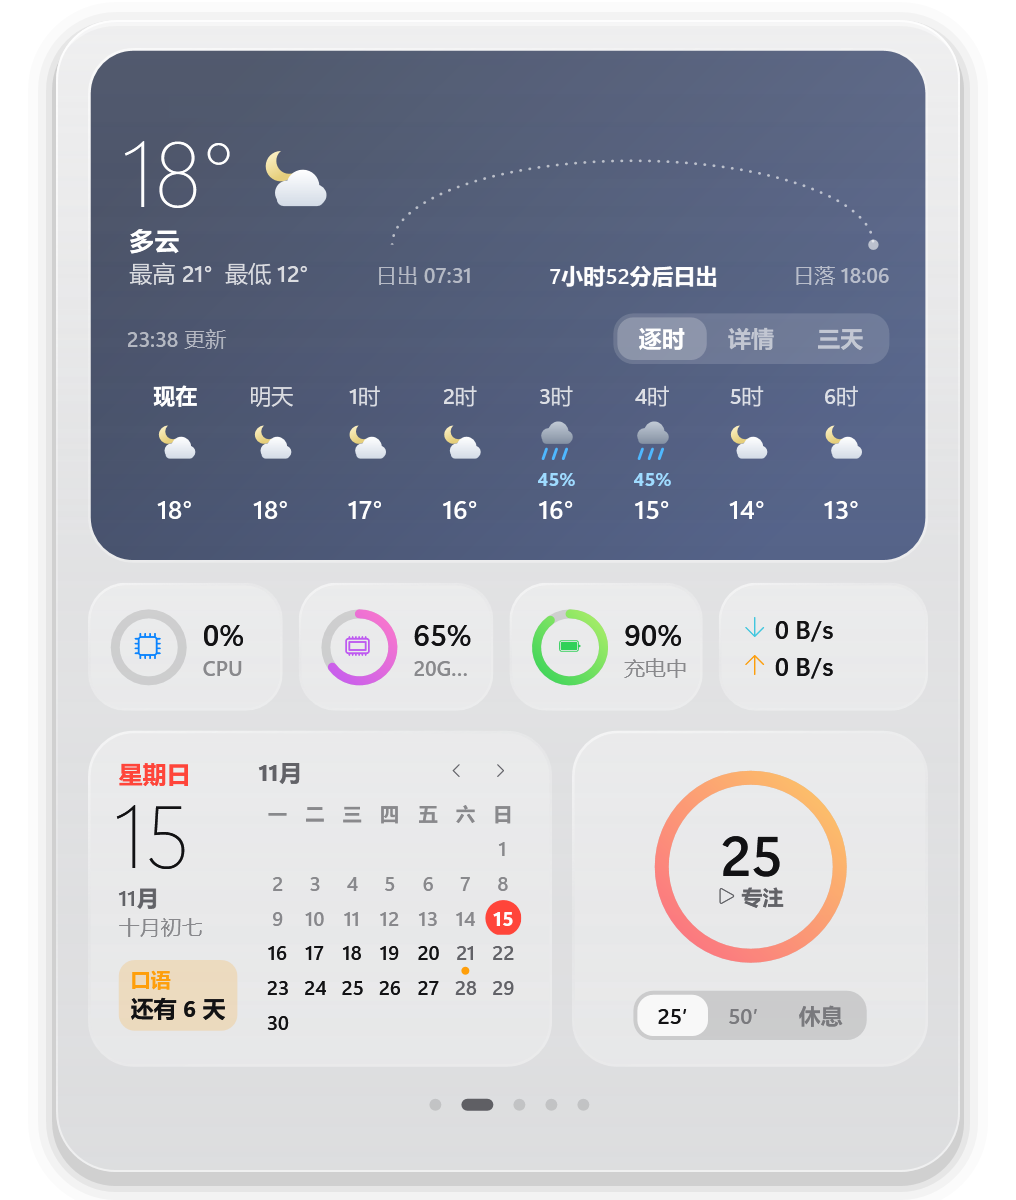 18°
多云
最高 21° 最低 12°
日出 07:31 7小时52分后日出 日落 18:06
23:38 更新 逐时 详情 三天
现在 明天 1时 2时 3时 4时 5时 6时
45% 45%
18° 18° 17° 16° 16° 15° 14° 13°
0%
CPU
65%
20G...
90%
充电中
0 B/s
0 B/s
星期日
15
11月
十月初七
口语
还有 6 天
11月
一 二 三 四 五 六 日
1
2 3 4 5 6 7 8
9 10 11 12 13 14 15
16 17 18 19 20 21 22
23 24 25 26 27 28 29
30
25
专注
25′ 50′ 休息